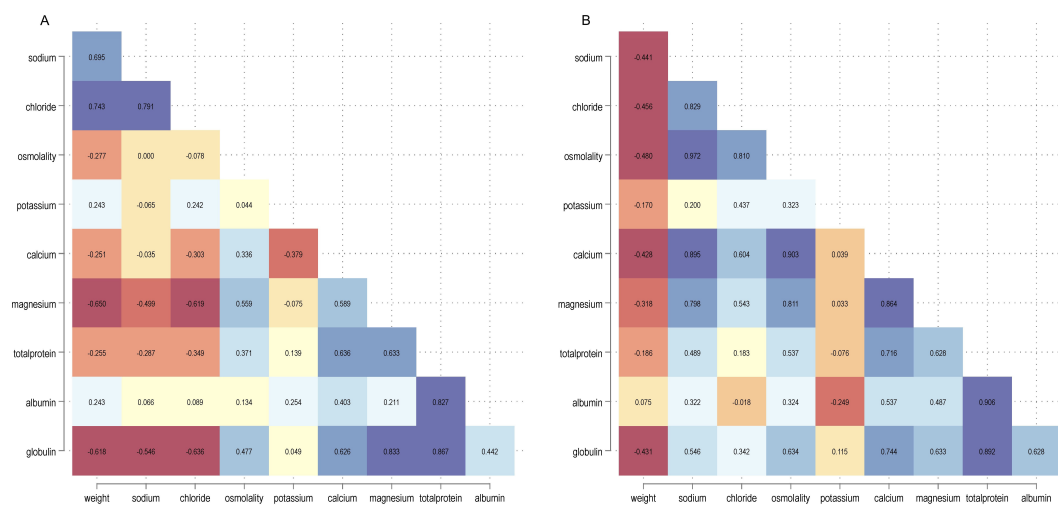 A
sodium
0.695
chloride
0.743 0.791
osmolality
-0.277 0.000 -0.078
potassium
0.243 -0.065 0.242 0.044
calcium
-0.251 -0.035 -0.303 0.336 -0.379
magnesium
-0.650 -0.499 -0.619 0.559 -0.075 0.589
totalprotein
-0.255 -0.287 -0.349 0.371 0.139 0.636 0.633
albumin
0.243 0.066 0.089 0.134 0.254 0.403 0.211 0.827
globulin
-0.618 -0.546 -0.636 0.477 0.049 0.626 0.833 0.867 0.442
weight sodium chloride osmolality potassium calcium magnesium totalprotein albumin
B
sodium
-0.441
chloride
-0.456 0.829
osmolality
-0.480 0.972 0.810
potassium
-0.170 0.200 0.437 0.323
calcium
-0.428 0.895 0.604 0.903 0.039
magnesium
-0.318 0.798 0.543 0.811 0.033 0.864
totalprotein
-0.186 0.489 0.183 0.537 -0.076 0.716 0.628
albumin
0.075 0.322 -0.018 0.324 -0.249 0.537 0.487 0.906
globulin
-0.431 0.546 0.342 0.634 0.115 0.744 0.633 0.892 0.628
weight sodium chloride osmolality potassium calcium magnesium totalprotein albumin